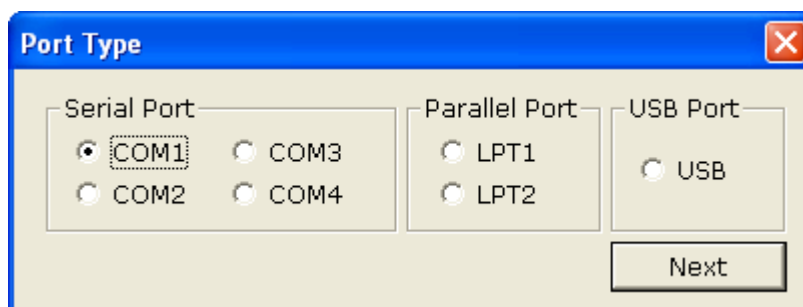 Port Type
Serial Port
COM1 COM3
COM2 COM4
Parallel Port
LPT1
LPT2
USB Port
USB
Next